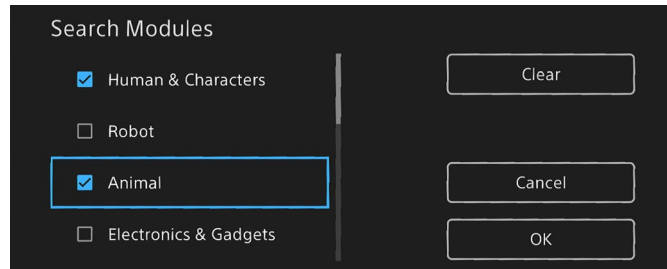 Search Modules
Human & Characters
Robot
Animal
Electronics & Gadgets
Clear
Cancel
OK